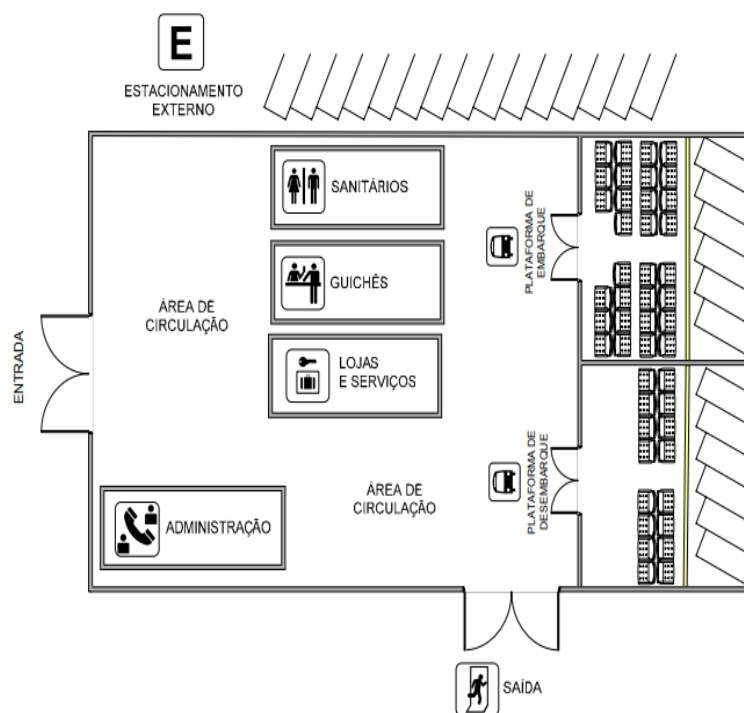 E
ESTACIONAMENTO
EXTERNO
SANITÁRIOS
PLATAFORMA DE
EMBARQUE
GUICHÊS
ÁREA DE
CIRCULAÇÃO
ENTRADA
LOJAS
E SERVIÇOS
PLATAFORMA DE
DESEMBARQUE
ÁREA DE
CIRCULAÇÃO
ADMINISTRAÇÃO
SAÍDA